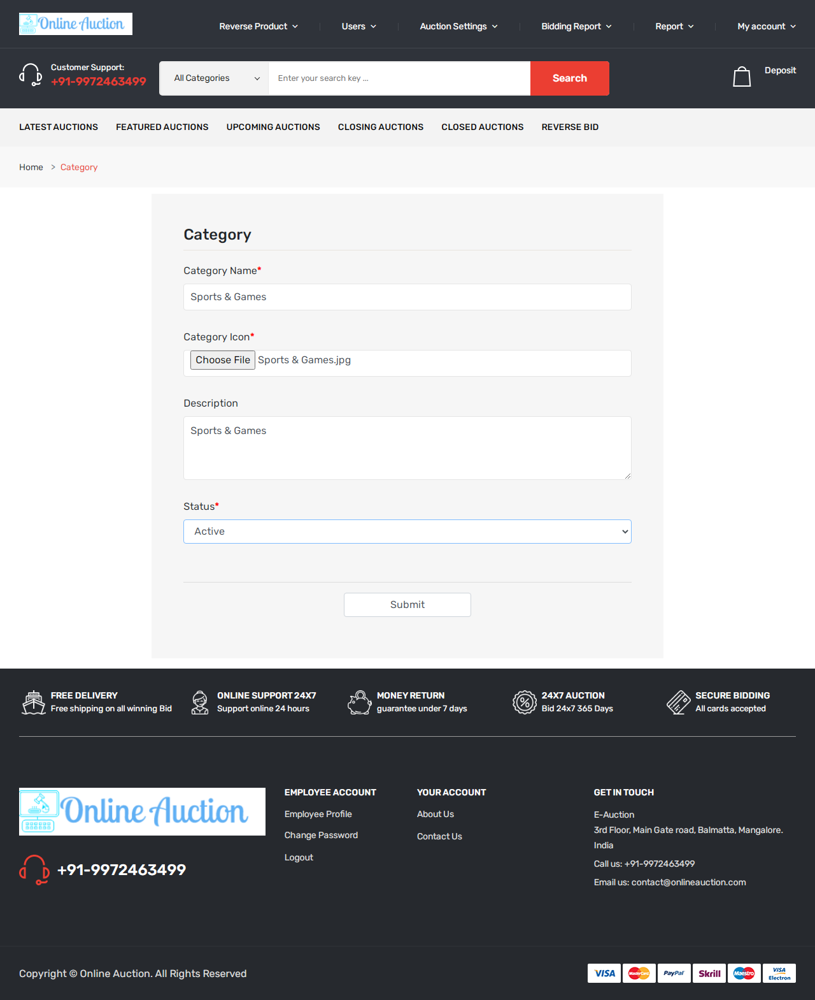 Online Auction
Reverse Product
Users
Auction Settings
Bidding Report
Report
My account
Customer Support:
+91-9972463499
All Categories
Enter your search key ...
Search
Deposit
LATEST AUCTIONS
FEATURED AUCTIONS
UPCOMING AUCTIONS
CLOSING AUCTIONS
CLOSED AUCTIONS
REVERSE BID
Home > Category
Category
Category Name*
Sports & Games
Category Icon*
Choose File Sports & Games.jpg
Description
Sports & Games
Status*
Active
Submit
FREE DELIVERY
Free shipping on all winning Bid
ONLINE SUPPORT 24X7
Support online 24 hours
MONEY RETURN
guarantee under 7 days
24X7 AUCTION
Bid 24x7 365 Days
SECURE BIDDING
All cards accepted
Online Auction
+91-9972463499
EMPLOYEE ACCOUNT
Employee Profile
Change Password
Logout
YOUR ACCOUNT
About Us
Contact Us
GET IN TOUCH
E-Auction
3rd Floor, Main Gate road, Balmatta, Mangalore.
India
Call us: +91-9972463499
Email us: contact@onlineauction.com
Copyright © Online Auction. All Rights Reserved
VISA
MasterCard
PayPal
Skrill
Maestro
VISA
Electron